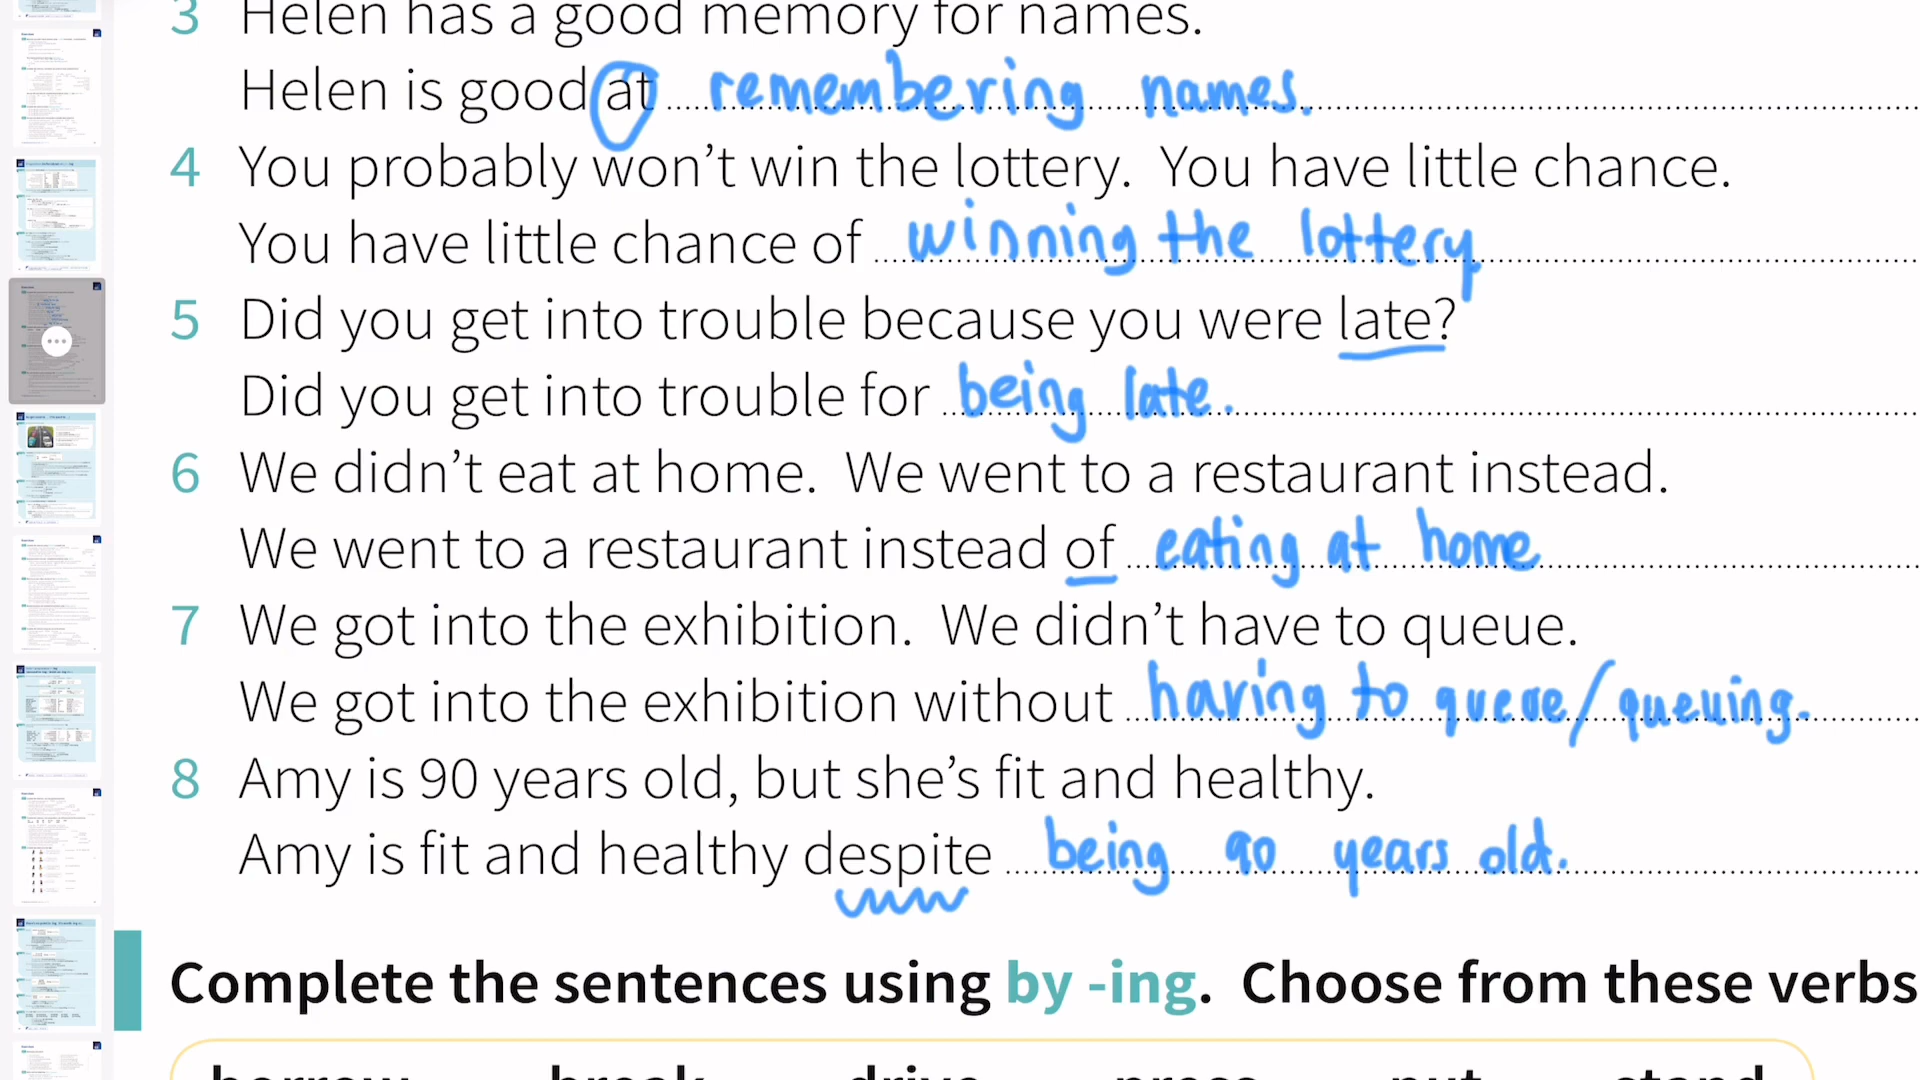 3 Helen has a good memory for names.
Helen is good at remembering names.
4 You probably won't win the lottery. You have little chance.
You have little chance of winning the lottery
5 Did you get into trouble because you were late?
Did you get into trouble for being late.
6 We didn't eat at home. We went to a restaurant instead.
We went to a restaurant instead of eating at home
7 We got into the exhibition. We didn't have to queue.
We got into the exhibition without having to queue/queuing.
8 Amy is 90 years old, but she's fit and healthy.
Amy is fit and healthy despite being 90 years old.
Complete the sentences using by -ing. Choose from these verbs
borrow break drive press put stand